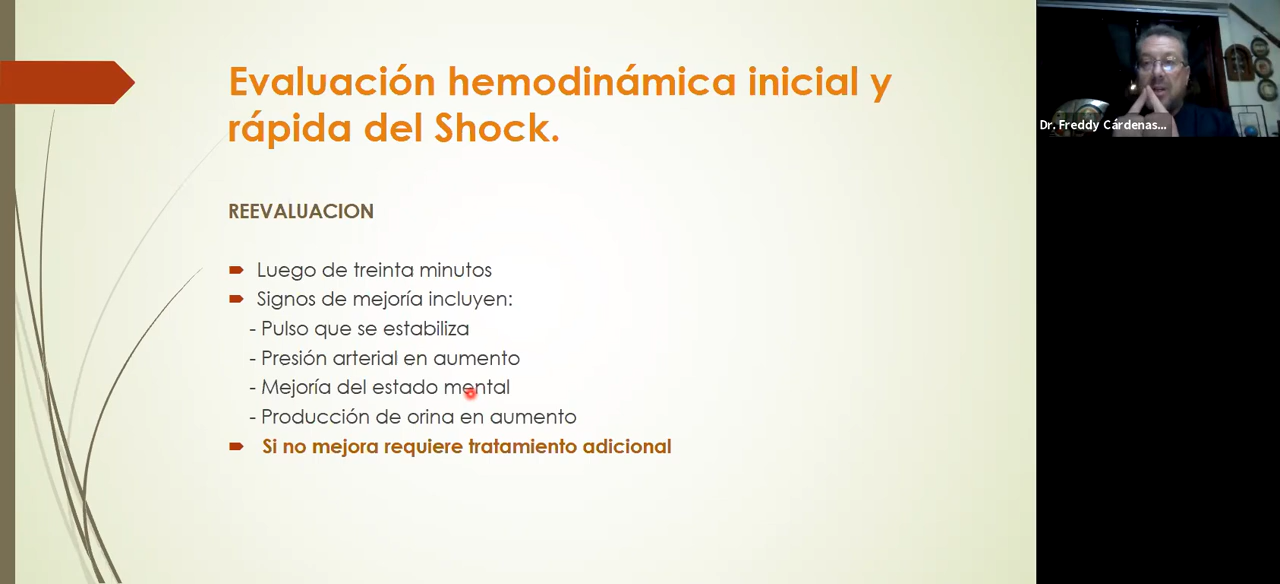 Evaluación hemodinámica inicial y
rápida del Shock.
REEVALUACION
Luego de treinta minutos
Signos de mejoría incluyen:
- Pulso que se estabiliza
- Presión arterial en aumento
- Mejoría del estado mental
- Producción de orina en aumento
Si no mejora requiere tratamiento adicional
Dr. Freddy Cárdenas...